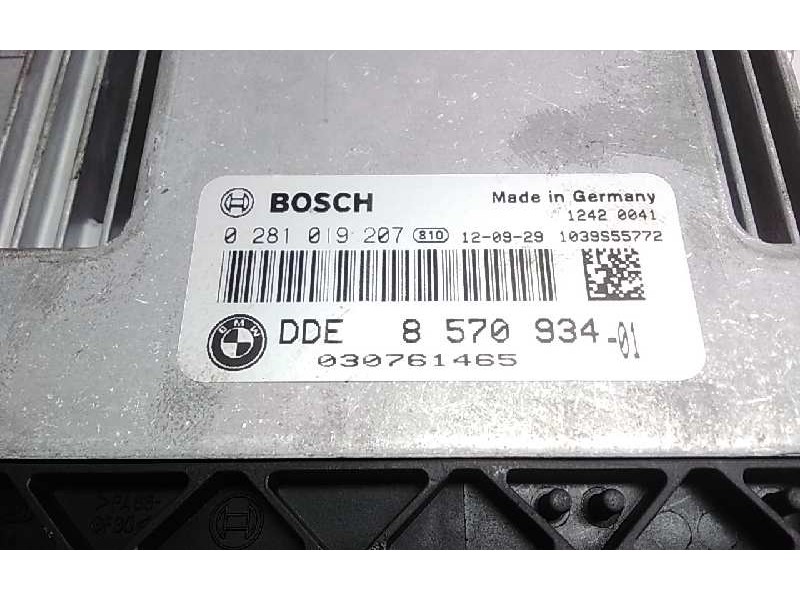 BOSCH Made in Germany
1242 0041
0 281 019 207 810 12-09-29 1039S55772
BMW DDE 8 570 934-01
030761465